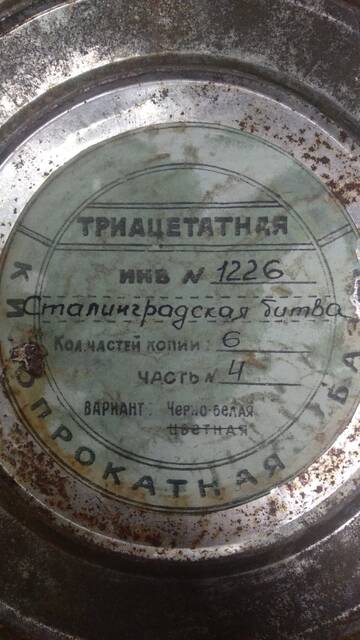 ТРИАЦЕТАТНАЯ
ИНВ № 1226
Сталинградская битва
КОЛ.ЧАСТЕЙ КОПИИ: 6
ЧАСТЬ № 4
ВАРИАНТ: Черно-белая
ЦВЕТНАЯ
КИНОПРОКАТНАЯ БАЗА